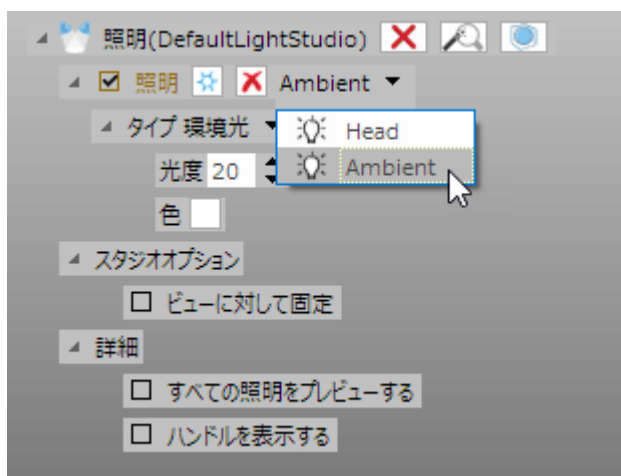 照明(DefaultLightStudio)
照明 Ambient
タイプ 環境光
Head
光度 20
Ambient
色
スタジオオプション
ビューに対して固定
詳細
すべての照明をプレビューする
ハンドルを表示する